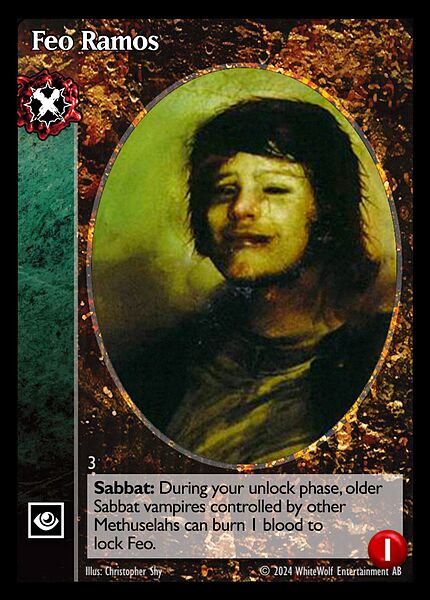 Feo Ramos
3
Sabbat: During your unlock phase, older
Sabbat vampires controlled by other
Methuselahs can burn 1 blood to
lock Feo.
1
Illus: Christopher Shy © 2024 WhiteWolf Entertainment AB